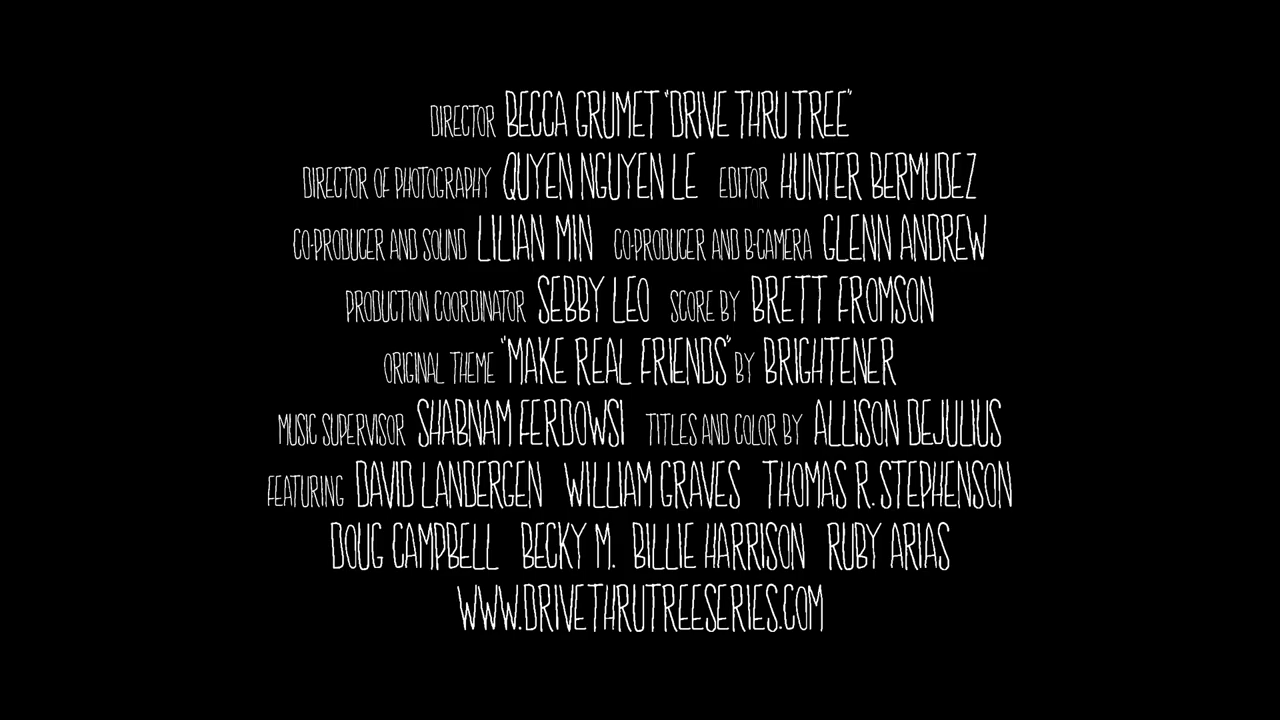 DIRECTOR BECCA GRUMET "DRIVE THRU TREE"
DIRECTOR OF PHOTOGRAPHY QUYEN NGUYEN LE EDITOR HUNTER BERMUDEZ
CO-PRODUCER AND SOUND LILIAN MIN CO-PRODUCER AND B-CAMERA GLENN ANDREW
PRODUCTION COORDINATOR SEBBY LEO SCORE BY BRETT FROMSON
ORIGINAL THEME "MAKE REAL FRIENDS" BY BRIGHTENER
MUSIC SUPERVISOR SHABNAM FERDOWSI TITLES AND COLOR BY ALLISON DEJULIUS
FEATURING DAVID LANDERGEN WILLIAM GRAVES THOMAS R. STEPHENSON
DOUG CAMPBELL BECKY M. BILLIE HARRISON RUBY ARIAS
WWW.DRIVETHRUTREESERIES.COM